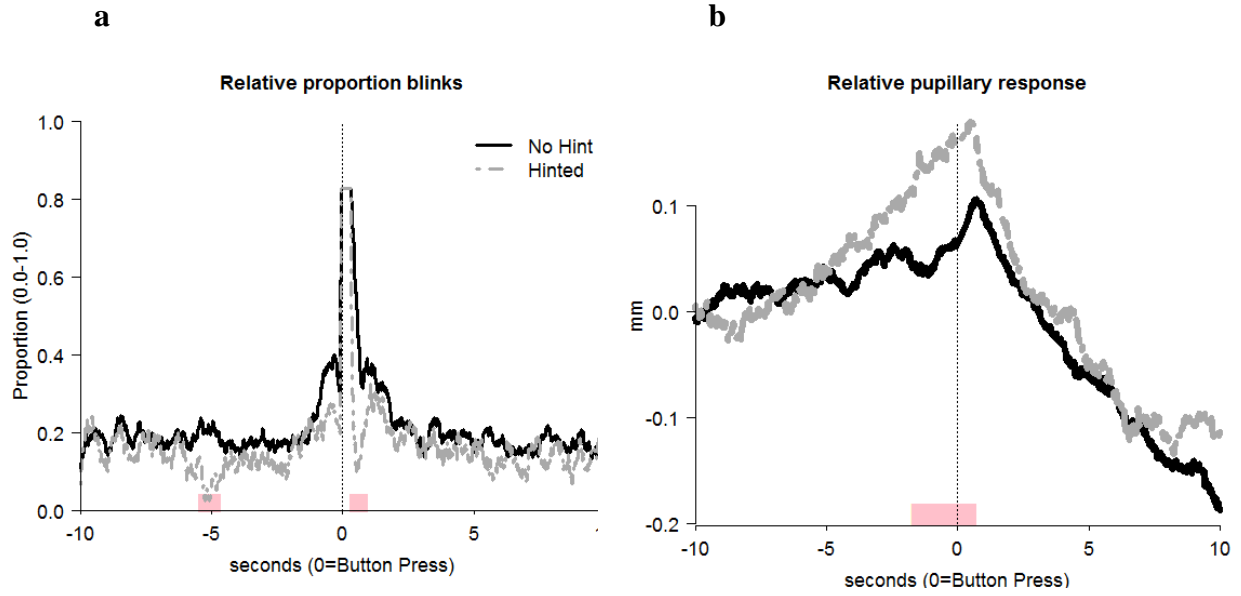 a
Relative proportion blinks
Proportion (0.0-1.0)
1.0
0.8
0.6
0.4
0.2
0.0
No Hint
Hinted
-10 -5 0 5 1
seconds (0=Button Press)
b
Relative pupillary response
mm
0.1
0.0
-0.1
-0.2
-10 -5 0 5 10
seconds (0=Button Press)